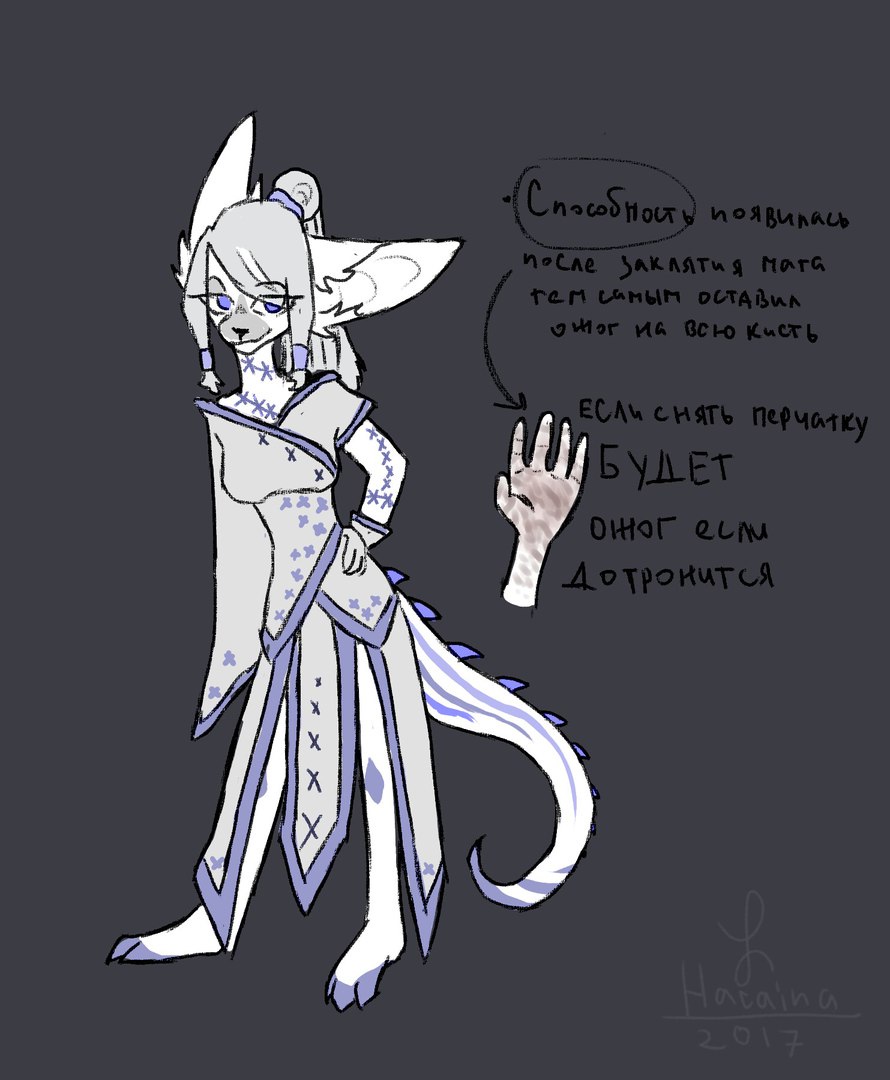 · Способность появилась
после заклятия мага
тем самым оставил
ожог на всю кисть
если снять перчатку
БУДЕТ
ожог если
дотронится
Hacaina
2017